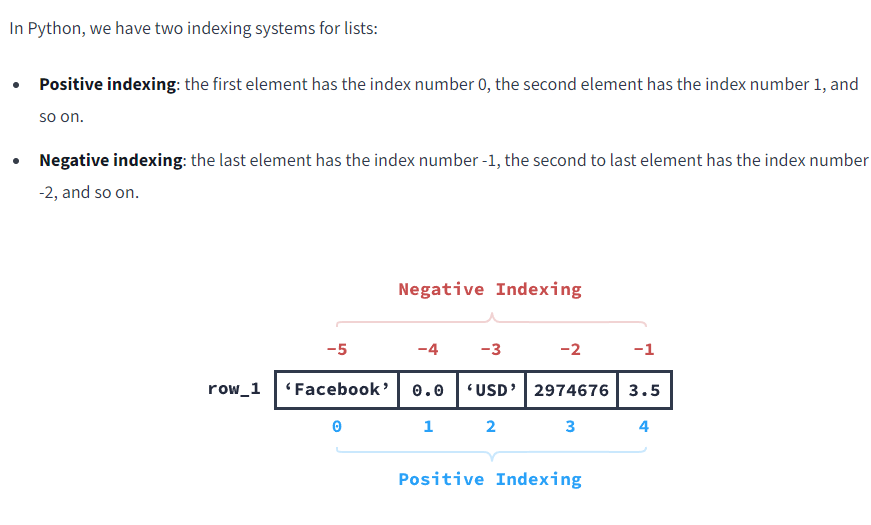 In Python, we have two indexing systems for lists:
• Positive indexing: the first element has the index number 0, the second element has the index number 1, and
so on.
• Negative indexing: the last element has the index number -1, the second to last element has the index number
-2, and so on.
Negative Indexing
-5 -4 -3 -2 -1
row_1 ‘Facebook’ 0.0 ‘USD’ 2974676 3.5
0 1 2 3 4
Positive Indexing